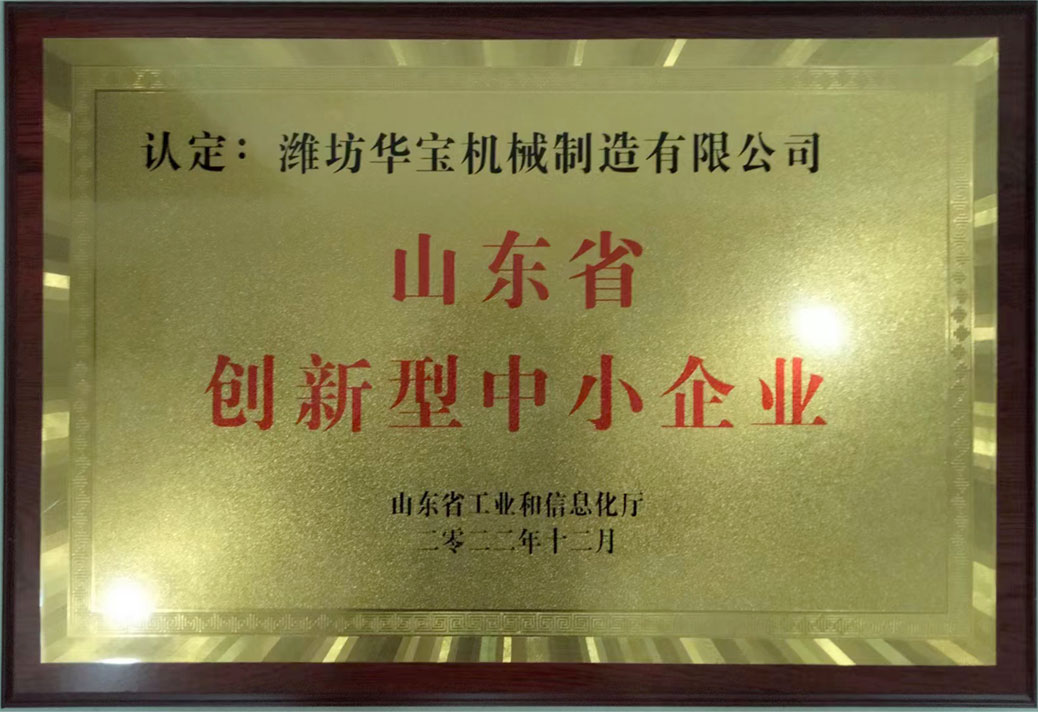 认定：潍坊华宝机械制造有限公司
山东省
创新型中小企业
山东省工业和信息化厅
二零二二年十二月